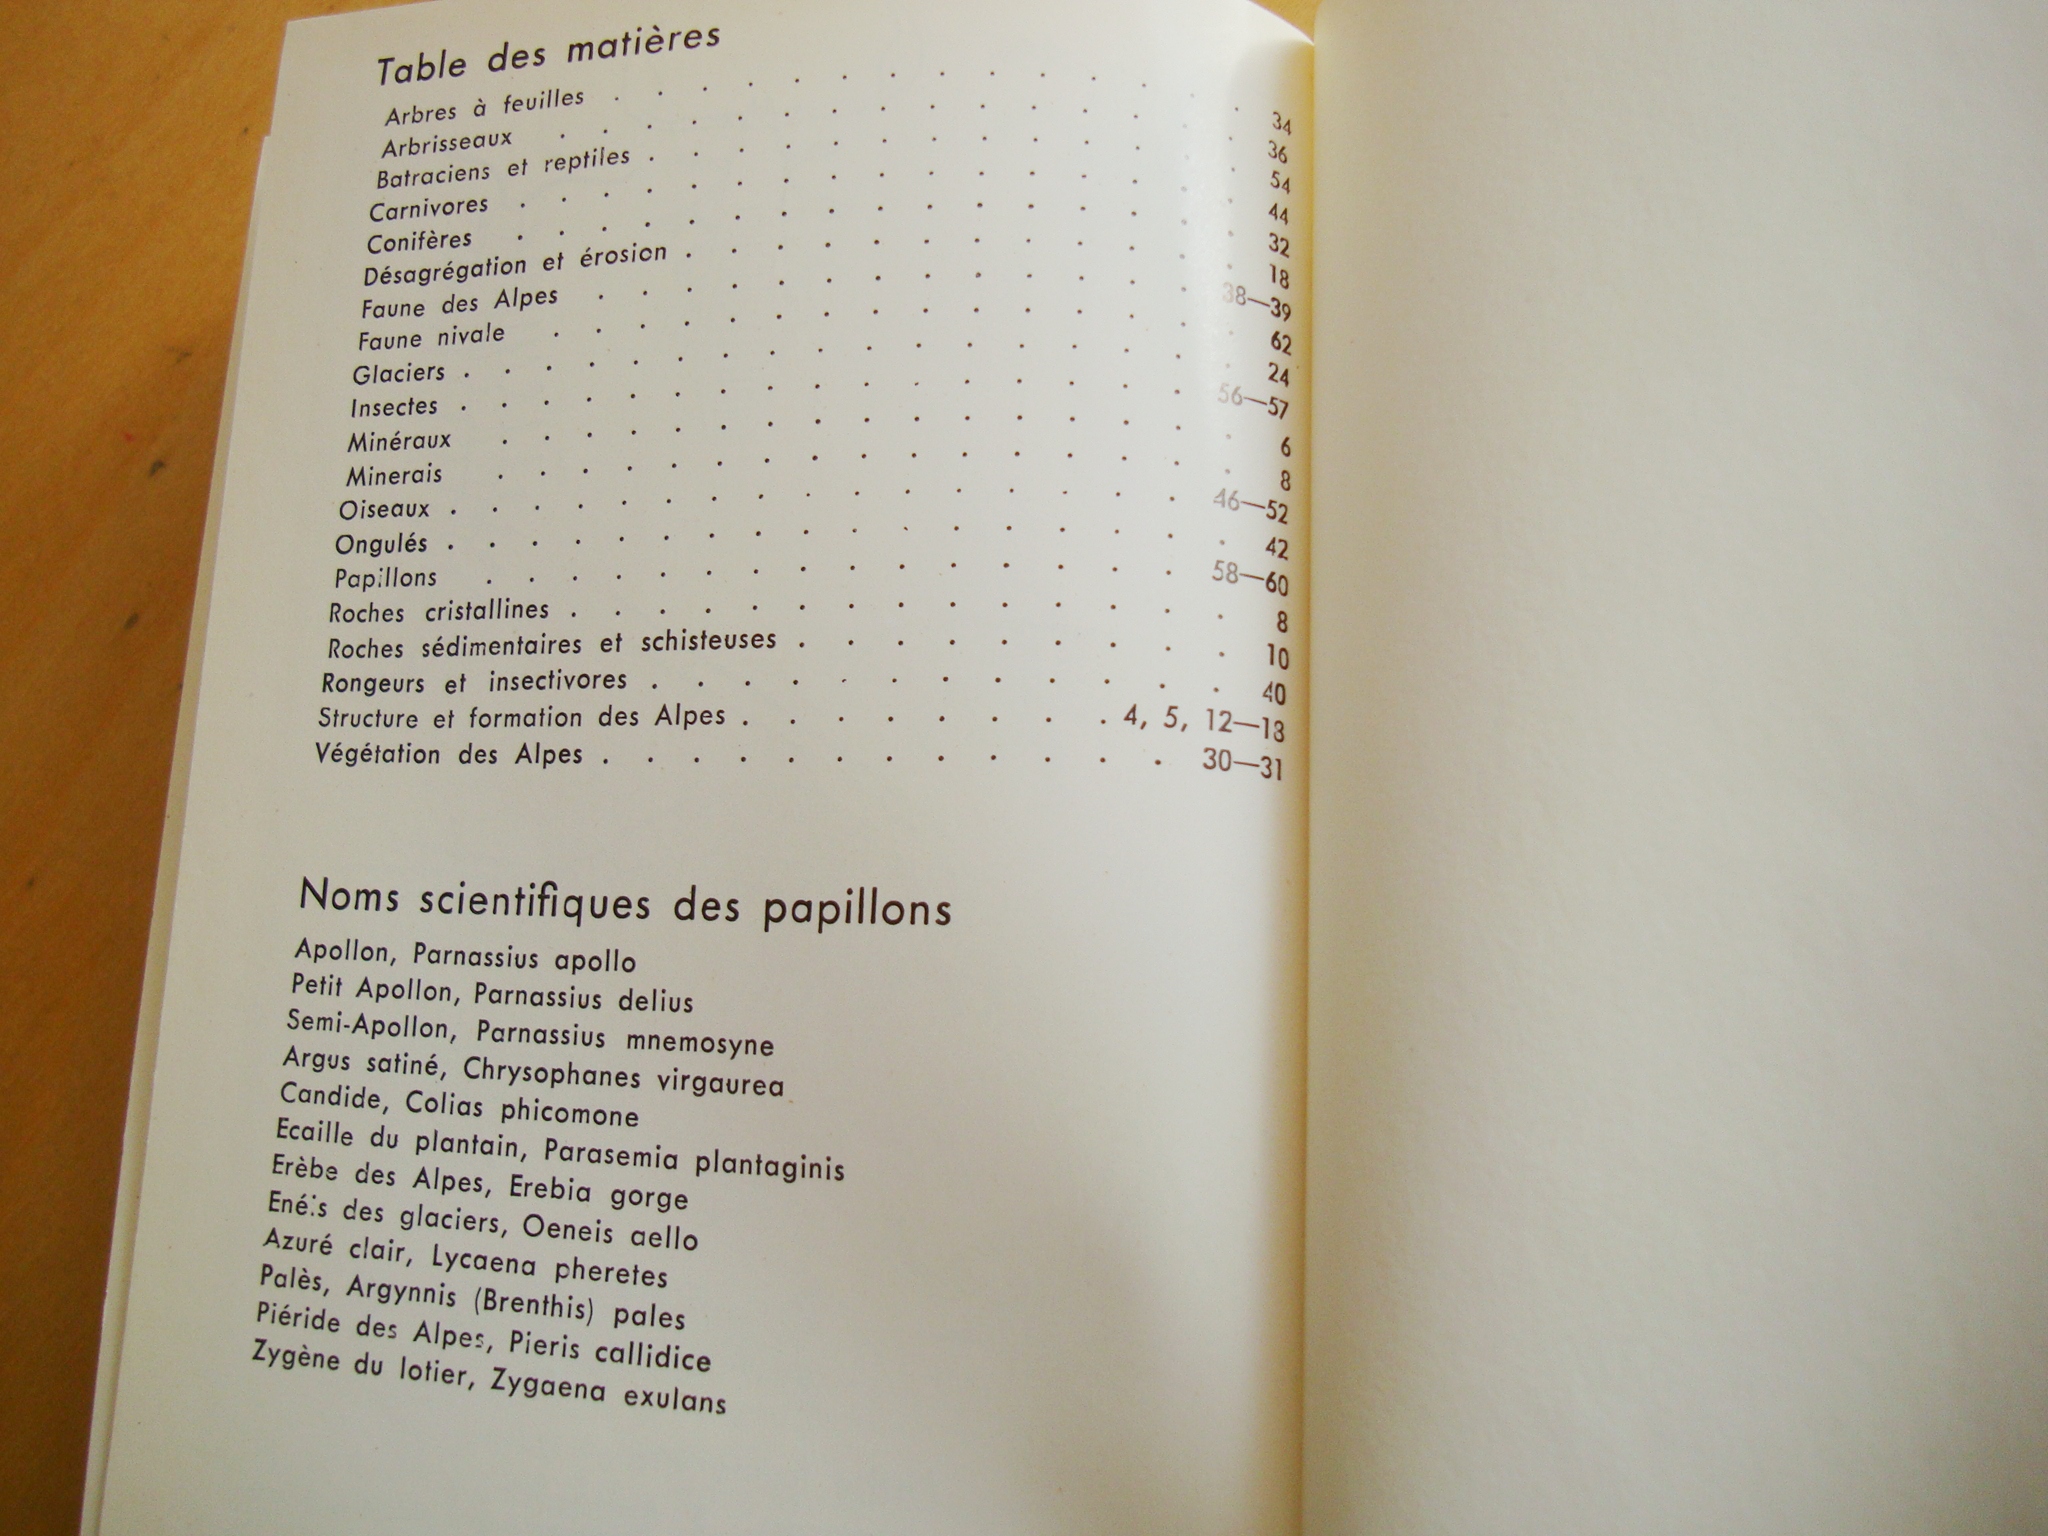 Table des matières
Arbres à feuilles . . . . . . . . . . . . . . 34
Arbrisseaux . . . . . . . . . . . . . . . 36
Batraciens et reptiles . . . . . . . . . . . . . 54
Carnivores . . . . . . . . . . . . . . . . 44
Conifères . . . . . . . . . . . . . . . . 32
Désagrégation et érosion . . . . . . . . . . . . 18
Faune des Alpes . . . . . . . . . . . . . 38—39
Faune nivale . . . . . . . . . . . . . . . 62
Glaciers . . . . . . . . . . . . . . . . . 24
Insectes . . . . . . . . . . . . . . . . 56—57
Minéraux . . . . . . . . . . . . . . . . 6
Minerais . . . . . . . . . . . . . . . . 8
Oiseaux . . . . . . . . . . . . . . . . 46—52
Ongulés . . . . . . . . . . . . . . . . . 42
Papillons . . . . . . . . . . . . . . . 58—60
Roches cristallines . . . . . . . . . . . . . . 8
Roches sédimentaires et schisteuses . . . . . . . . . 10
Rongeurs et insectivores . . . . . . . . . . . . 40
Structure et formation des Alpes . . . . . . . . 4, 5, 12—13
Végétation des Alpes . . . . . . . . . . . . 30—31
Noms scientifiques des papillons
Apollon, Parnassius apollo
Petit Apollon, Parnassius delius
Semi-Apollon, Parnassius mnemosyne
Argus satiné, Chrysophanes virgaurea
Candide, Colias phicomone
Ecaille du plantain, Parasemia plantaginis
Erèbe des Alpes, Erebia gorge
Enéis des glaciers, Oeneis aello
Azuré clair, Lycaena pheretes
Palès, Argynnis (Brenthis) pales
Piéride des Alpes, Pieris callidice
Zygène du lotier, Zygaena exulans